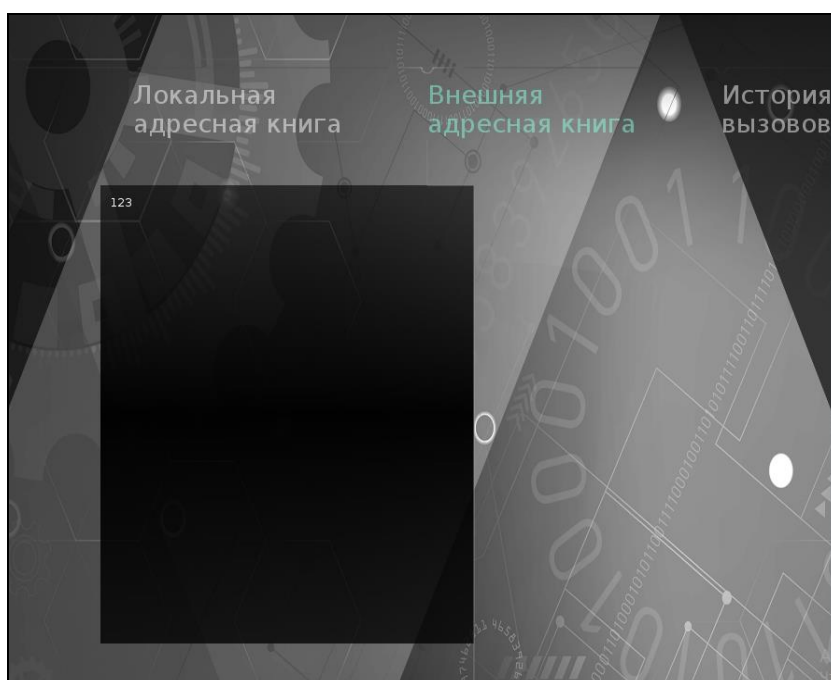 Локальная
адресная книга
Внешняя
адресная книга
История
вызовов
123